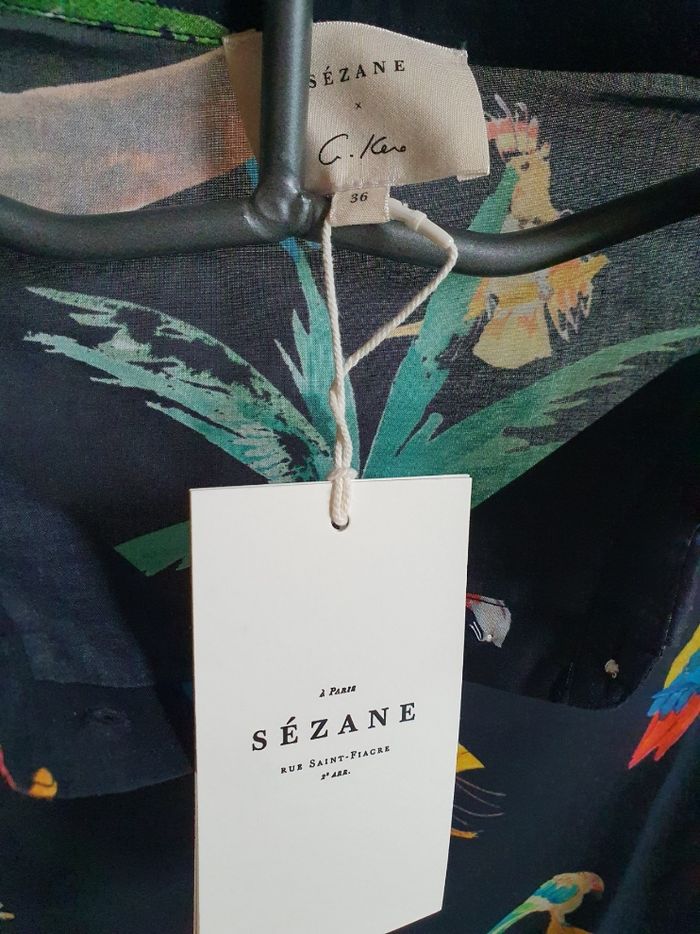 SÉZANE
x
G. Kero
36
à Paris
SÉZANE
RUE SAINT-FIACRE
2e ARR.